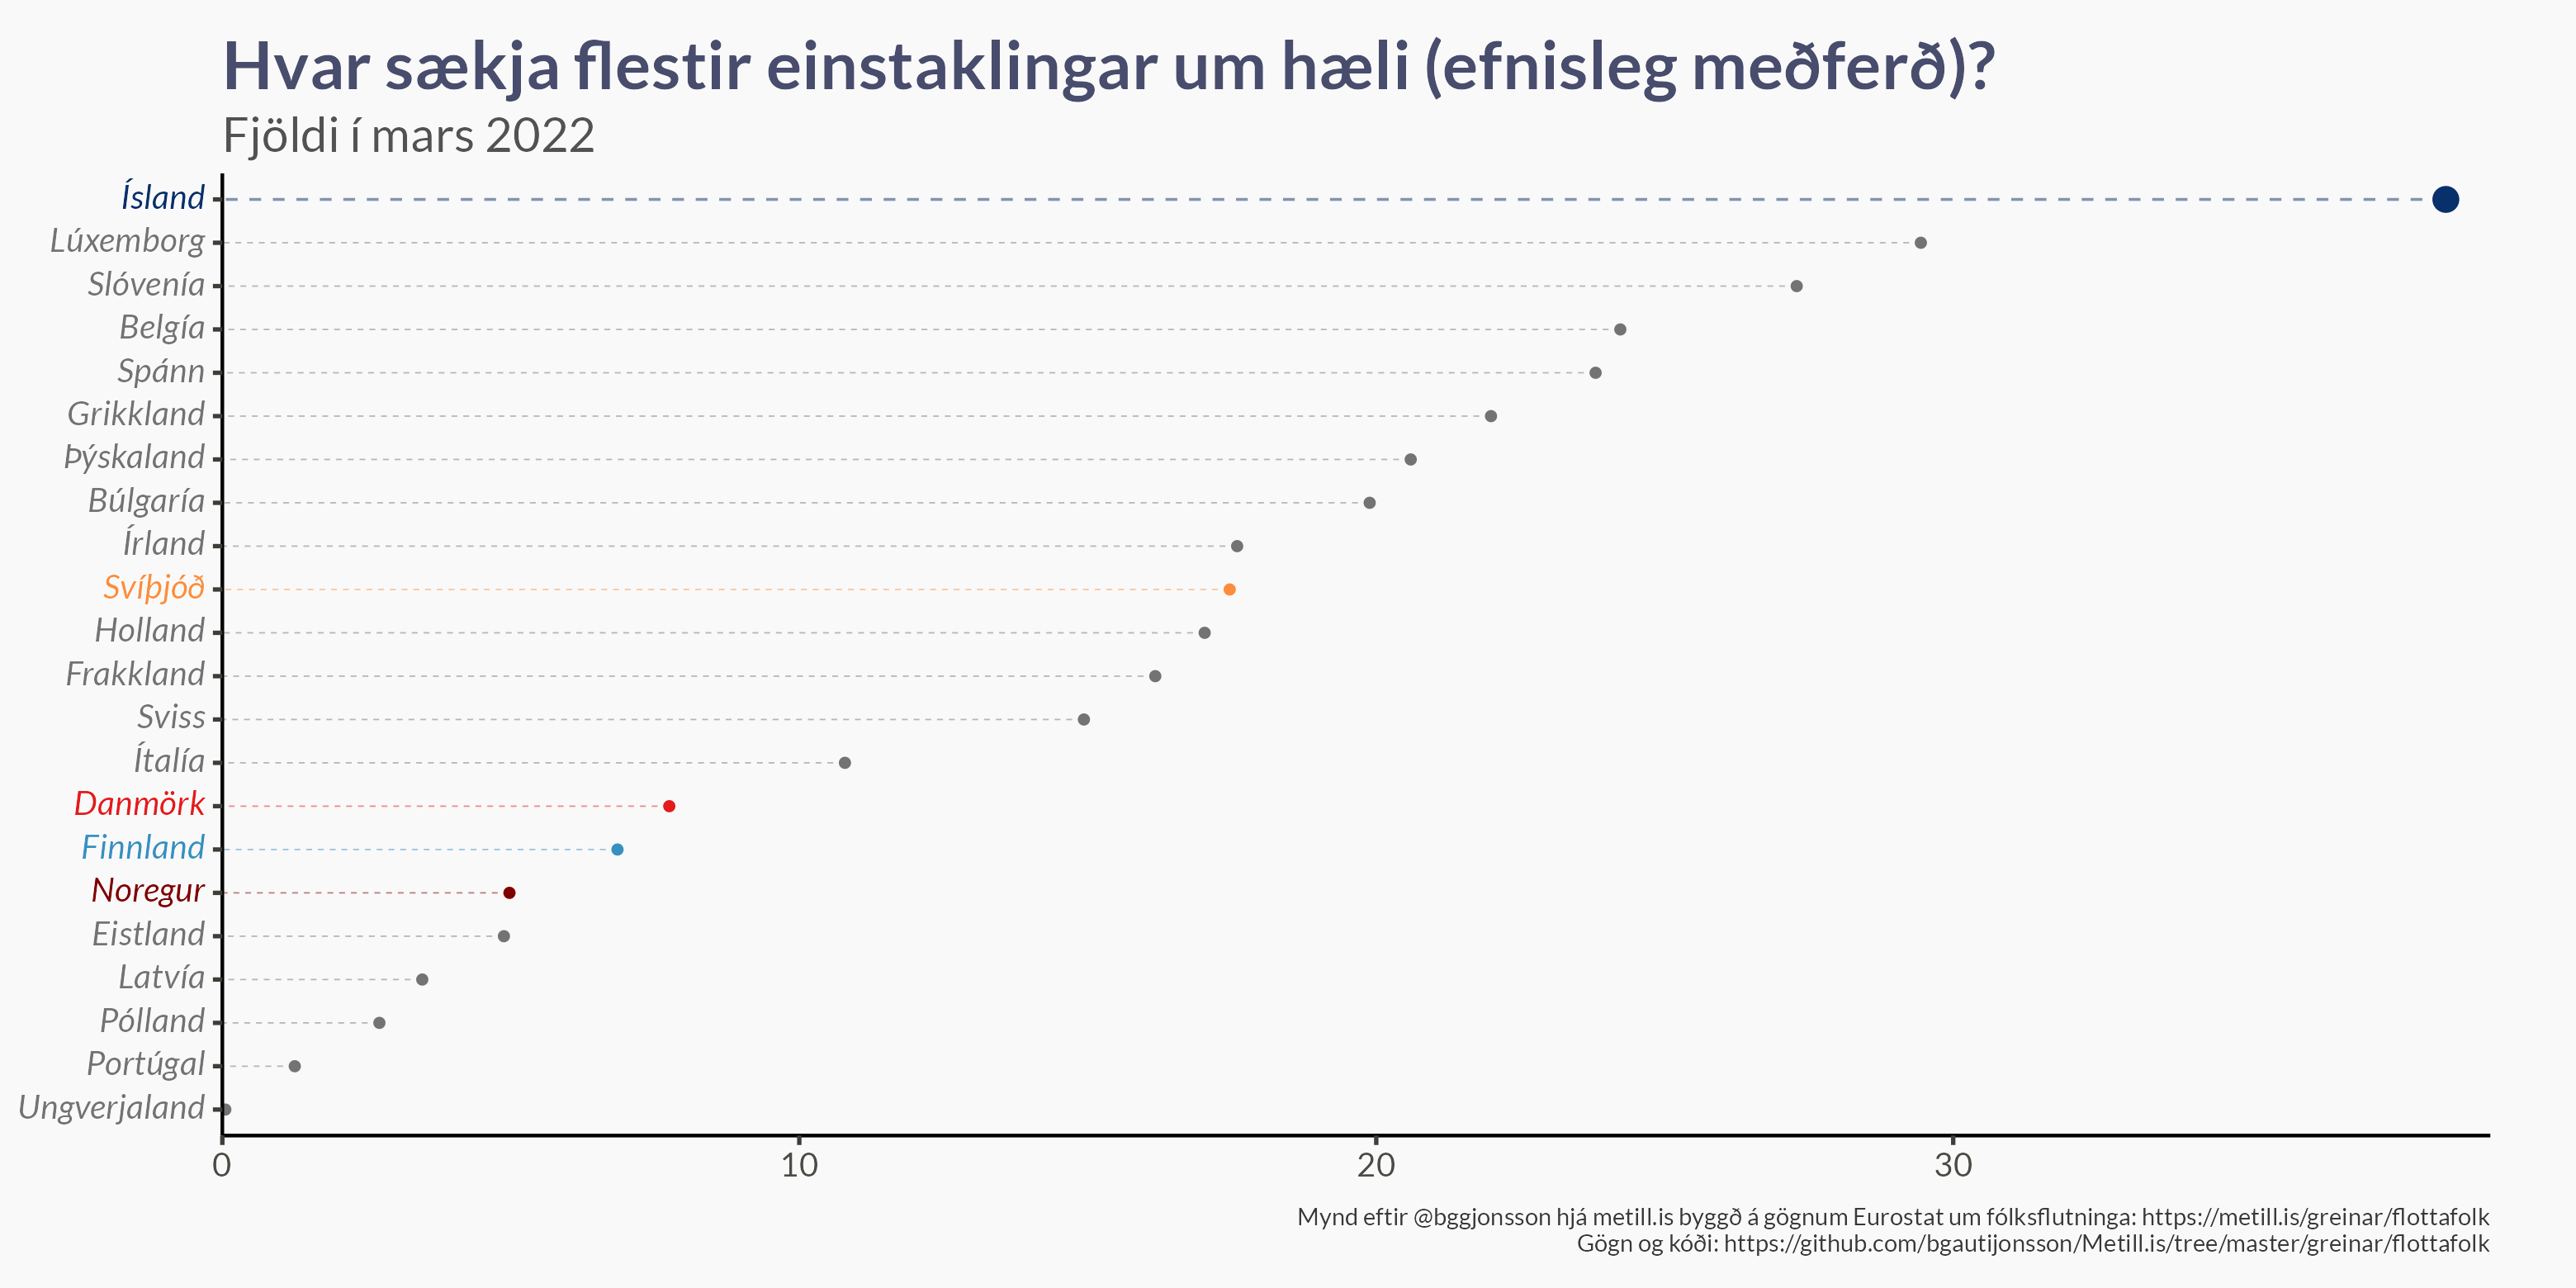 Hvar sækja flestir einstaklingar um hæli (efnisleg meðferð)?
Fjöldi í mars 2022
Ísland
Lúxemborg
Slóvenía
Belgía
Spánn
Grikkland
Þýskaland
Búlgaría
Írland
Svíþjóð
Holland
Frakkland
Sviss
Ítalía
Danmörk
Finnland
Noregur
Eistland
Latvía
Pólland
Portúgal
Ungverjaland
0 10 20 30
Mynd eftir @bggjonsson hjá metill.is byggð á gögnum Eurostat um fólksflutninga: https://metill.is/greinar/flottafolk
Gögn og kóði: https://github.com/bgautijonsson/Metill.is/tree/master/greinar/flottafolk